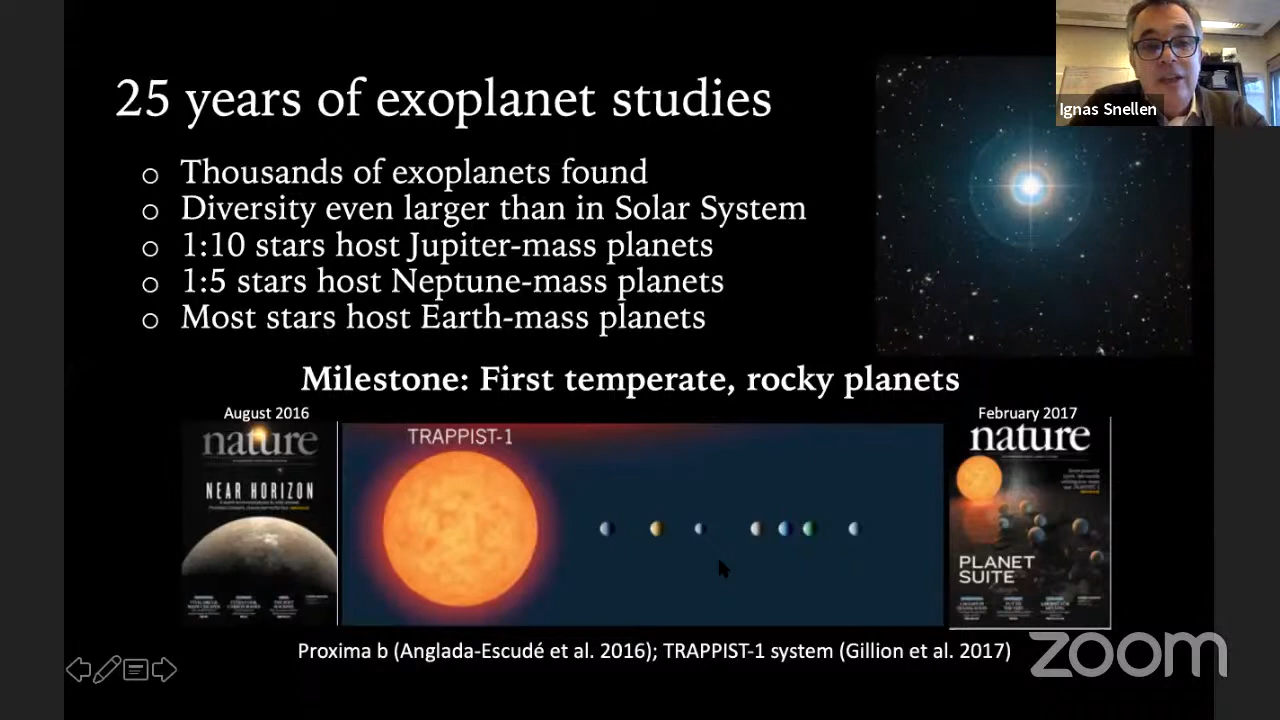 25 years of exoplanet studies
Ignas Snellen
○ Thousands of exoplanets found
○ Diversity even larger than in Solar System
○ 1:10 stars host Jupiter-mass planets
○ 1:5 stars host Neptune-mass planets
○ Most stars host Earth-mass planets
Milestone: First temperate, rocky planets
August 2016
nature
NEAR HORIZON
TRAPPIST-1
February 2017
nature
PLANET
SUITE
Proxima b (Anglada-Escudé et al. 2016); TRAPPIST-1 system (Gillion et al. 2017)
zoom